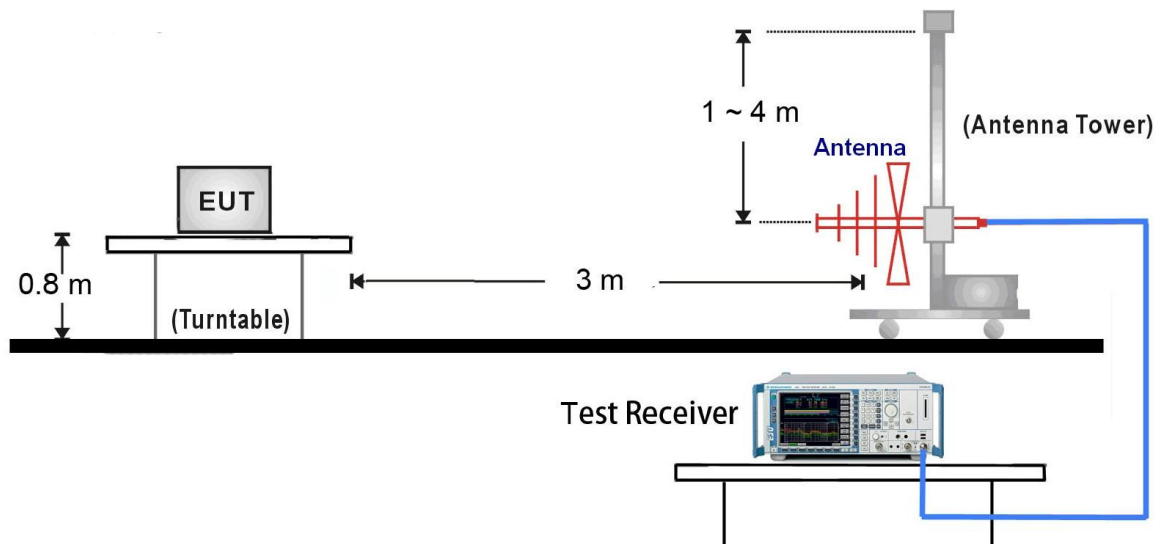 1 ~ 4 m
(Antenna Tower)
Antenna
EUT
0.8 m
3 m
(Turntable)
Test Receiver